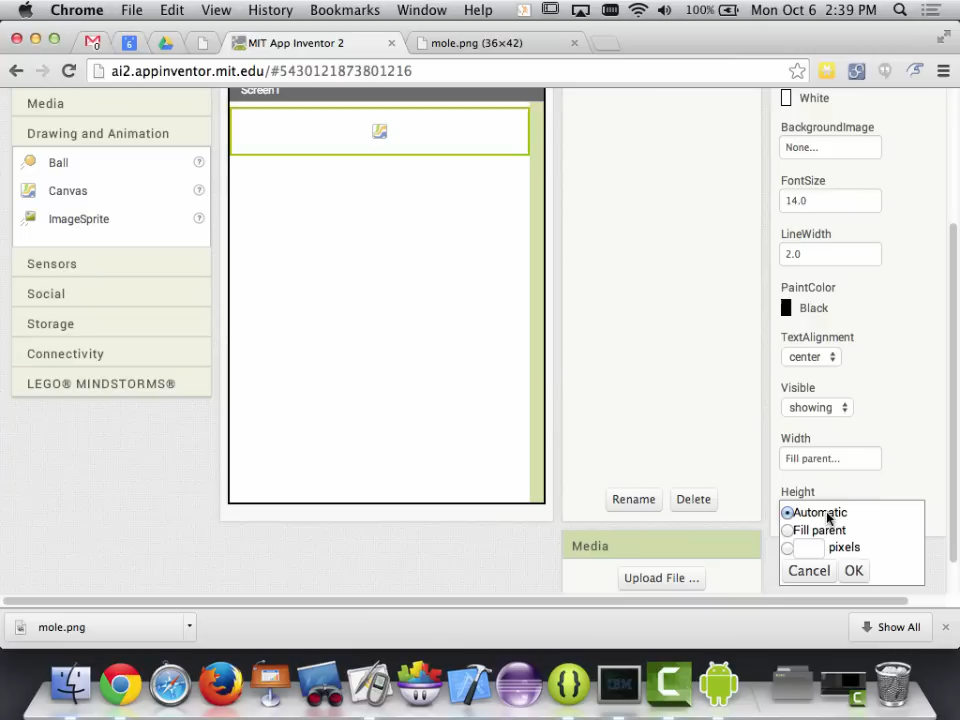 Chrome File Edit View History Bookmarks Window Help 100% Mon Oct 6 2:39 PM
6 MIT App Inventor 2 × mole.png (36×42) ×
ai2.appinventor.mit.edu/#5430121873801216
Screen1
Media
Drawing and Animation
Ball ?
Canvas ?
ImageSprite ?
Sensors
Social
Storage
Connectivity
LEGO® MINDSTORMS®
Rename Delete
Media
Upload File ...
White
BackgroundImage
None...
FontSize
14.0
LineWidth
2.0
PaintColor
Black
TextAlignment
center
Visible
showing
Width
Fill parent...
Height
Automatic
Fill parent
pixels
Cancel OK
mole.png Show All ×
IBM